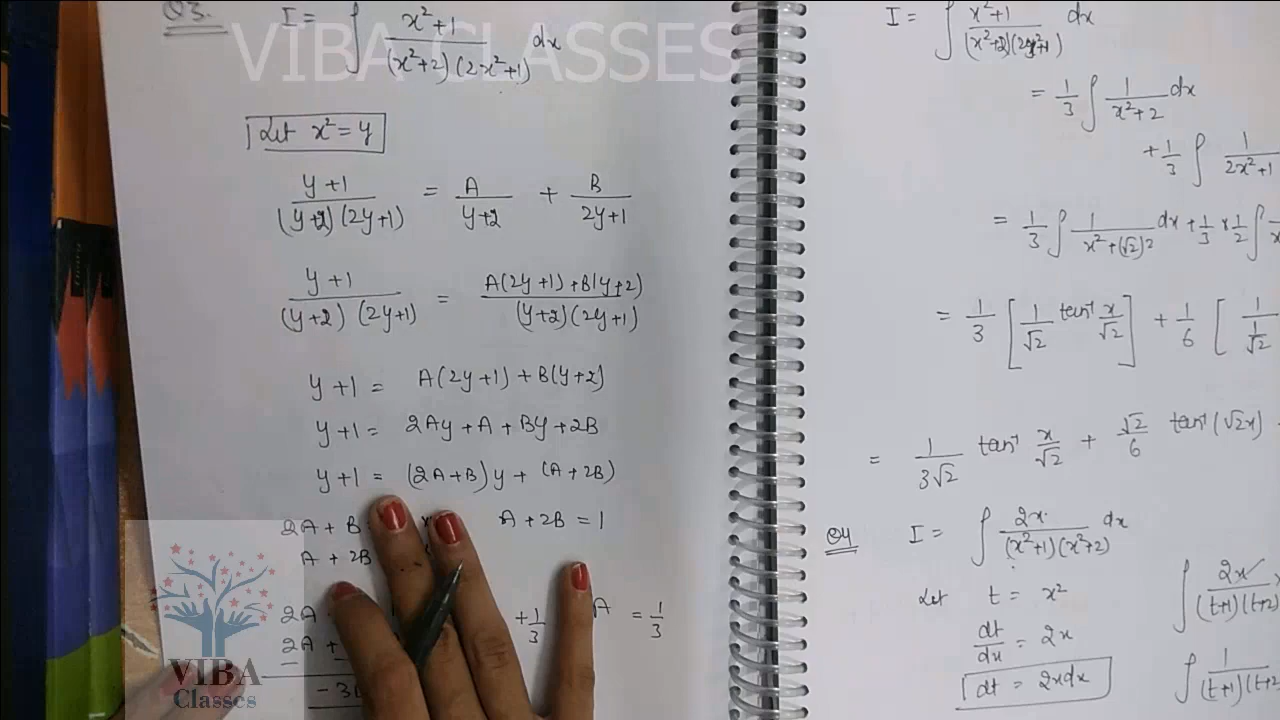 Q3. I = ∫ x²+1 / (x²+2)(2x²+1) dx
VIBA CLASSES
Let x² = y
y+1 / (y+2)(2y+1) = A / y+2 + B / 2y+1
y+1 / (y+2)(2y+1) = A(2y+1)+B(y+2) / (y+2)(2y+1)
y+1 = A(2y+1)+B(y+2)
y+1 = 2Ay+A+By+2B
y+1 = (2A+B)y+(A+2B)
2A+B A+2B = 1
A+2B
2A +1/3 A = 1/3
2A+
-3
VIBA
Classes
I = ∫ x²+1 / (x²+2)(2x²+1) dx
= 1/3 ∫ 1 / x²+2 dx
+1/3 ∫ 1 / 2x²+1
= 1/3 ∫ 1 / x²+(√2)² dx + 1/3 × 1/2 ∫
= 1/3 [1/√2 tan⁻¹ x/√2] + 1/6 [ 1 / 1/√2
= 1/3√2 tan⁻¹ x/√2 + √2/6 tan⁻¹(√2x)
Q4 I = ∫ 2x / (x²+1)(x²+2) dx
Let t = x² ∫ 2x / (t+1)(t+2)
dt/dx = 2x
dt = 2xdx ∫ 1 / (t+1)(t+2